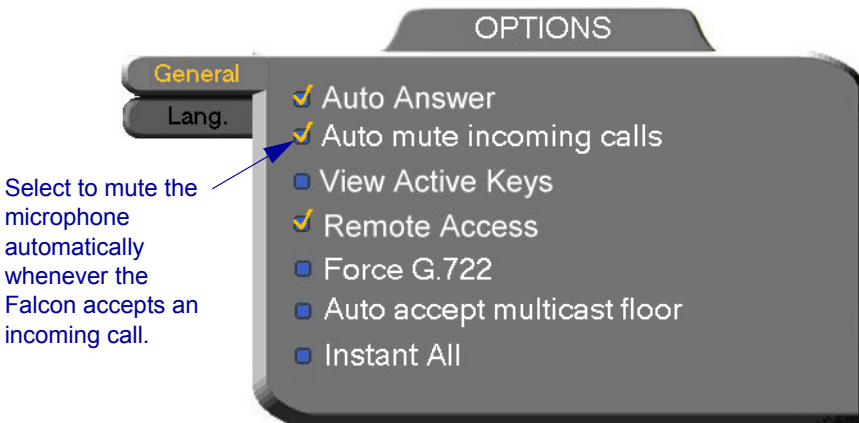 OPTIONS
General
Lang.
Auto Answer
Auto mute incoming calls
View Active Keys
Remote Access
Force G.722
Auto accept multicast floor
Instant All
Select to mute the
microphone
automatically
whenever the
Falcon accepts an
incoming call.